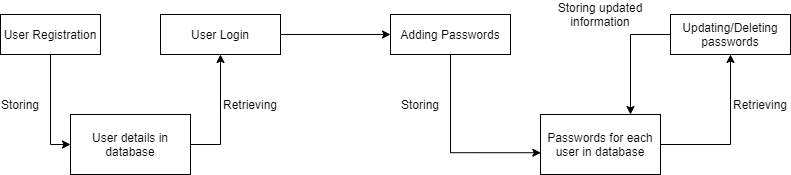 Storing updated
information
User Registration
User Login
Adding Passwords
Updating/Deleting
passwords
Storing
Retrieving
Storing
Retrieving
User details in
database
Passwords for each
user in database